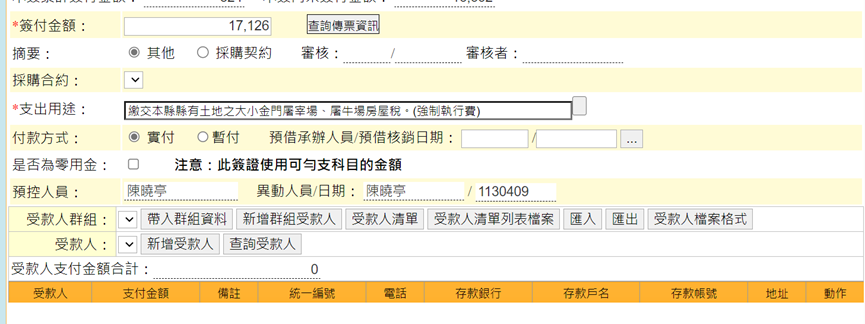 *簽付金額： 17,126 查詢傳票資訊
摘要： 其他 採購契約 審核： / 審核者：
採購合約：
*支出用途： 繳交本縣縣有土地之大小金門屠宰場、屠牛場房屋稅。(強制執行費)
付款方式： 實付 暫付 預借承辦人員/預借核銷日期： / ...
是否為零用金： 注意：此簽證使用可勻支科目的金額
預控人員： 陳曉亭 異動人員/日期： 陳曉亭 / 1130409
受款人群組： 帶入群組資料 新增群組受款人 受款人清單 受款人清單列表檔案 匯入 匯出 受款人檔案格式
受款人： 新增受款人 查詢受款人
受款人支付金額合計： 0
受款人 支付金額 備註 統一編號 電話 存款銀行 存款戶名 存款帳號 地址 動作